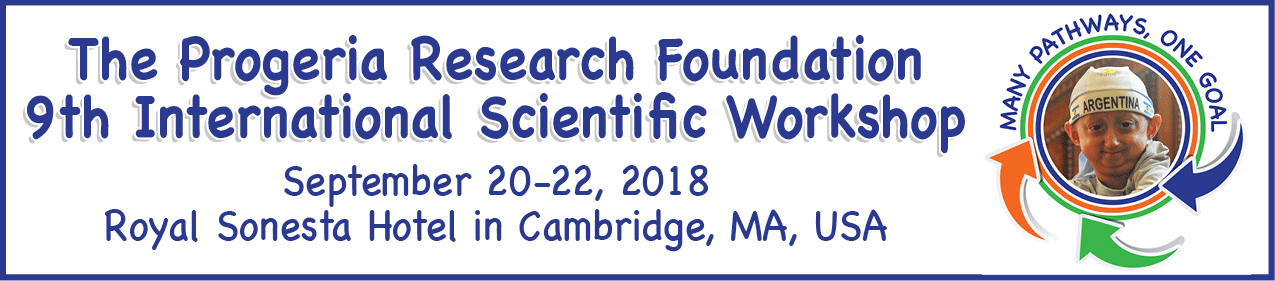 The Progeria Research Foundation
9th International Scientific Workshop
September 20-22, 2018
Royal Sonesta Hotel in Cambridge, MA, USA
MANY PATHWAYS, ONE GOAL
ARGENTINA